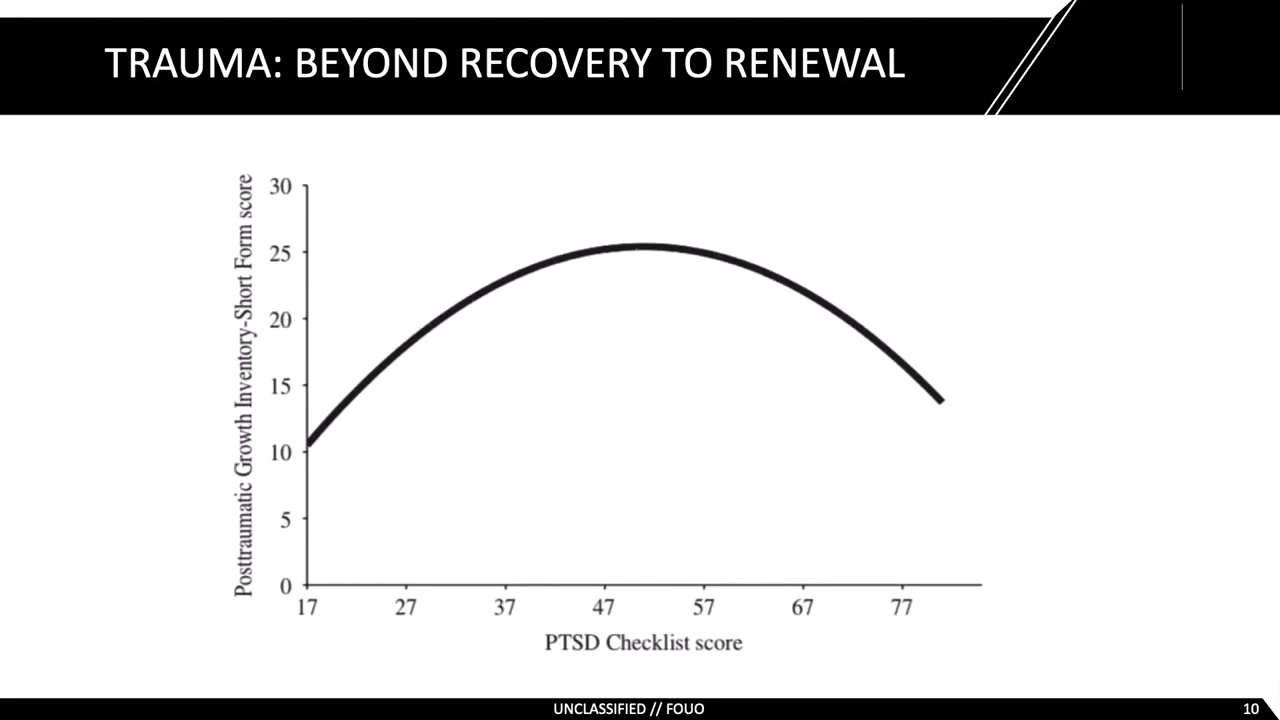 TRAUMA: BEYOND RECOVERY TO RENEWAL
Posttraumatic Growth Inventory-Short Form score
30
25
20
15
10
5
0
17 27 37 47 57 67 77
PTSD Checklist score
UNCLASSIFIED // FOUO
10